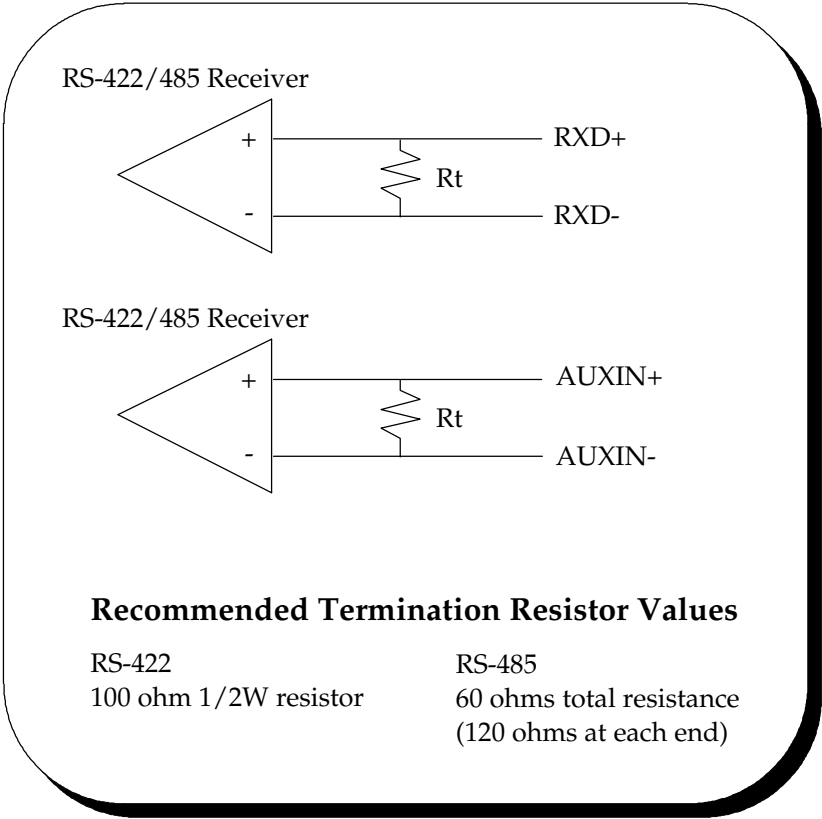 RS-422/485 Receiver
+
RXD+
Rt
-
RXD-
RS-422/485 Receiver
+
AUXIN+
Rt
-
AUXIN-
Recommended Termination Resistor Values
RS-422
100 ohm 1/2W resistor
RS-485
60 ohms total resistance
(120 ohms at each end)